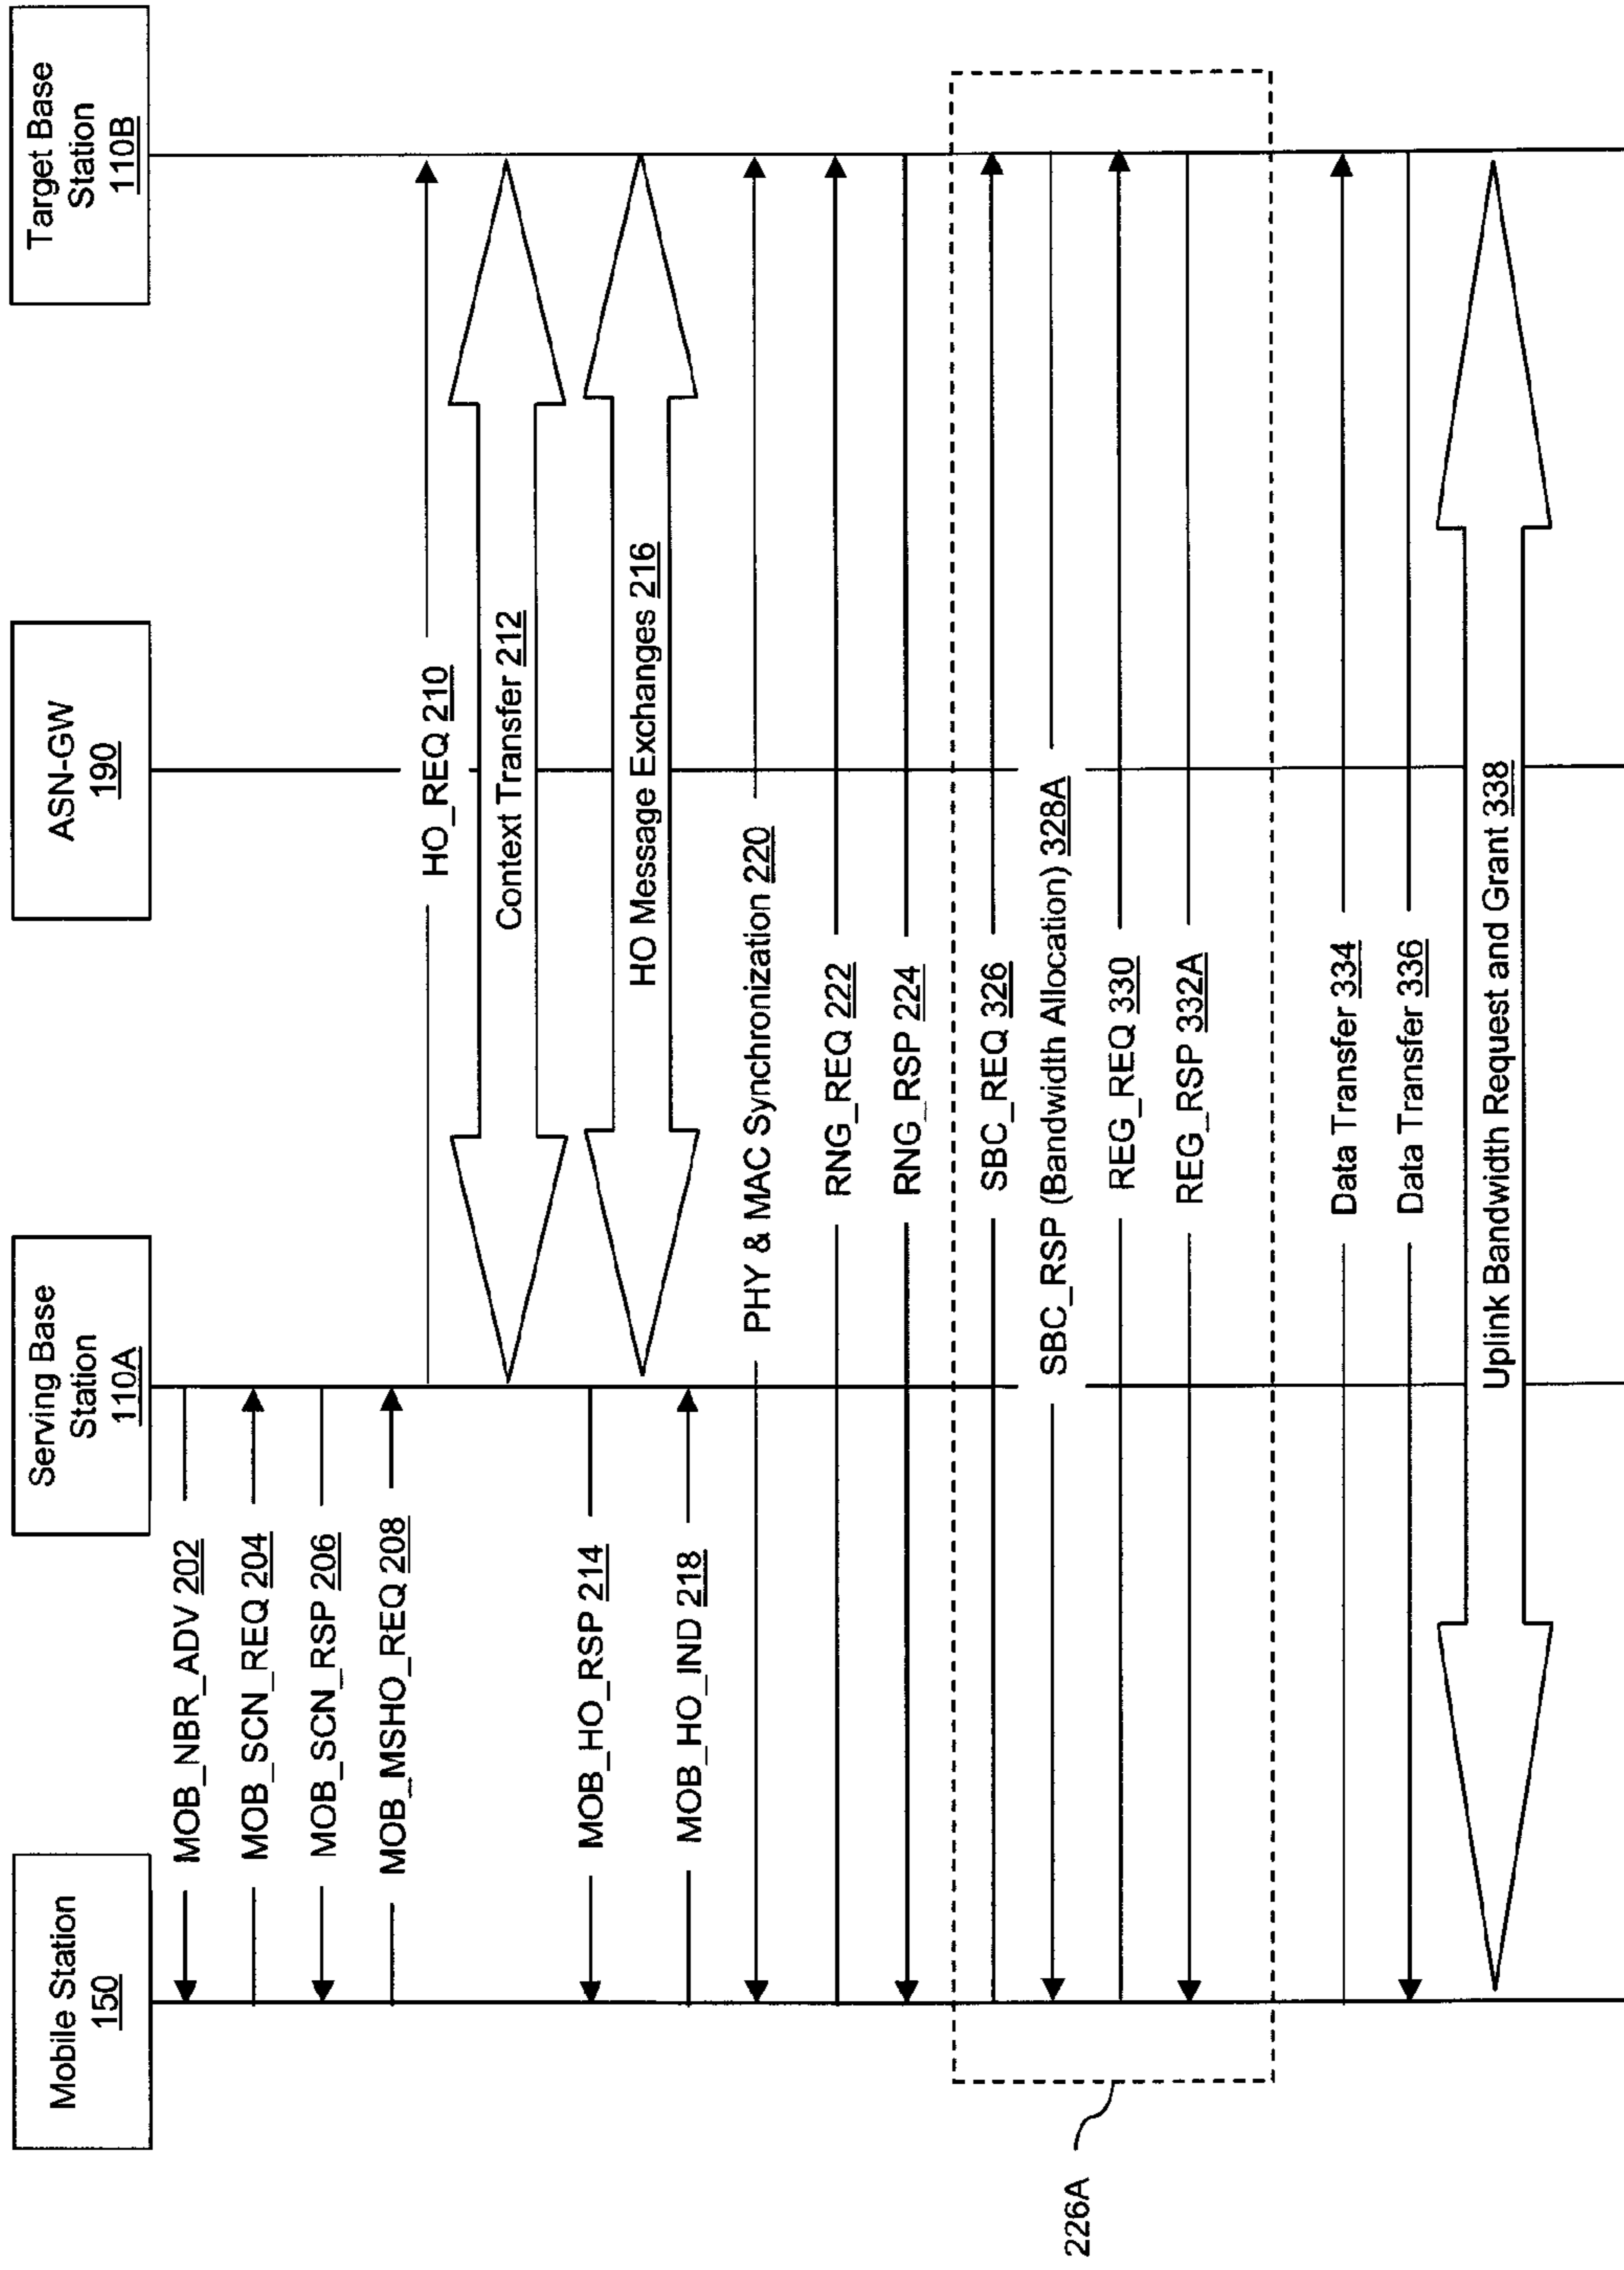 Mobile Station
150
Serving Base
Station
110A
ASN-GW
190
Target Base
Station
110B
MOB_NBR_ADV 202
MOB_SCN_REQ 204
MOB_SCN_RSP 206
MOB_MSHO_REQ 208
HO_REQ 210
Context Transfer 212
MOB_HO_RSP 214
HO Message Exchanges 216
MOB_HO_IND 218
PHY & MAC Synchronization 220
RNG_REQ 222
RNG_RSP 224
SBC_REQ 326
SBC_RSP (Bandwidth Allocation) 328A
REG_REQ 330
REG_RSP 332A
226A
Data Transfer 334
Data Transfer 336
Uplink Bandwidth Request and Grant 338